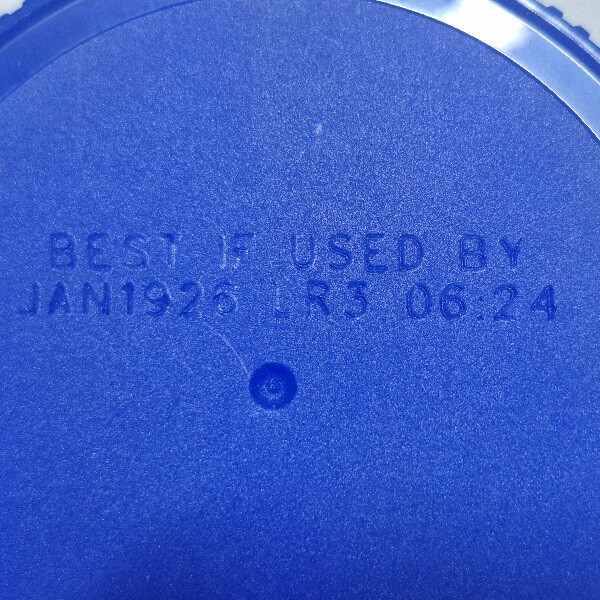 BEST IF USED BY
JAN1926 LR3 06:24